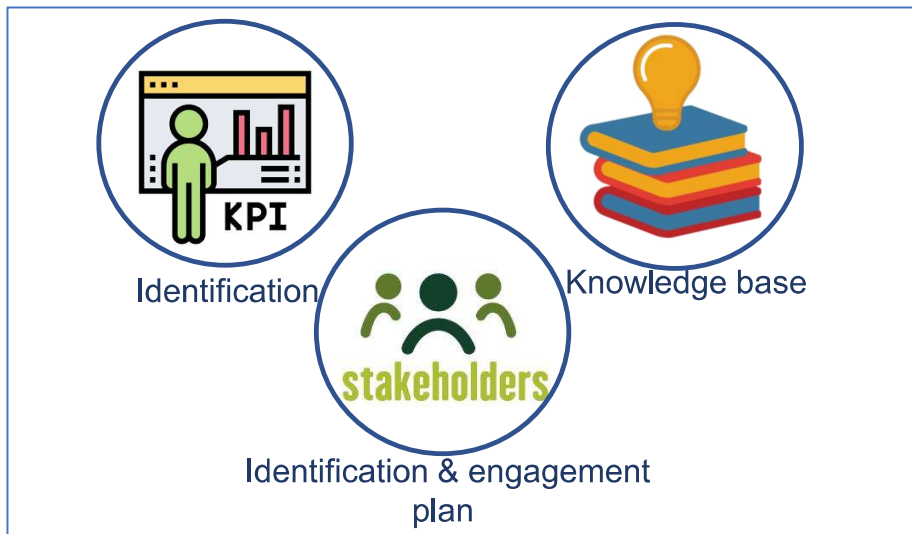 KPI
Identification
Knowledge base
stakeholders
Identification & engagement
plan